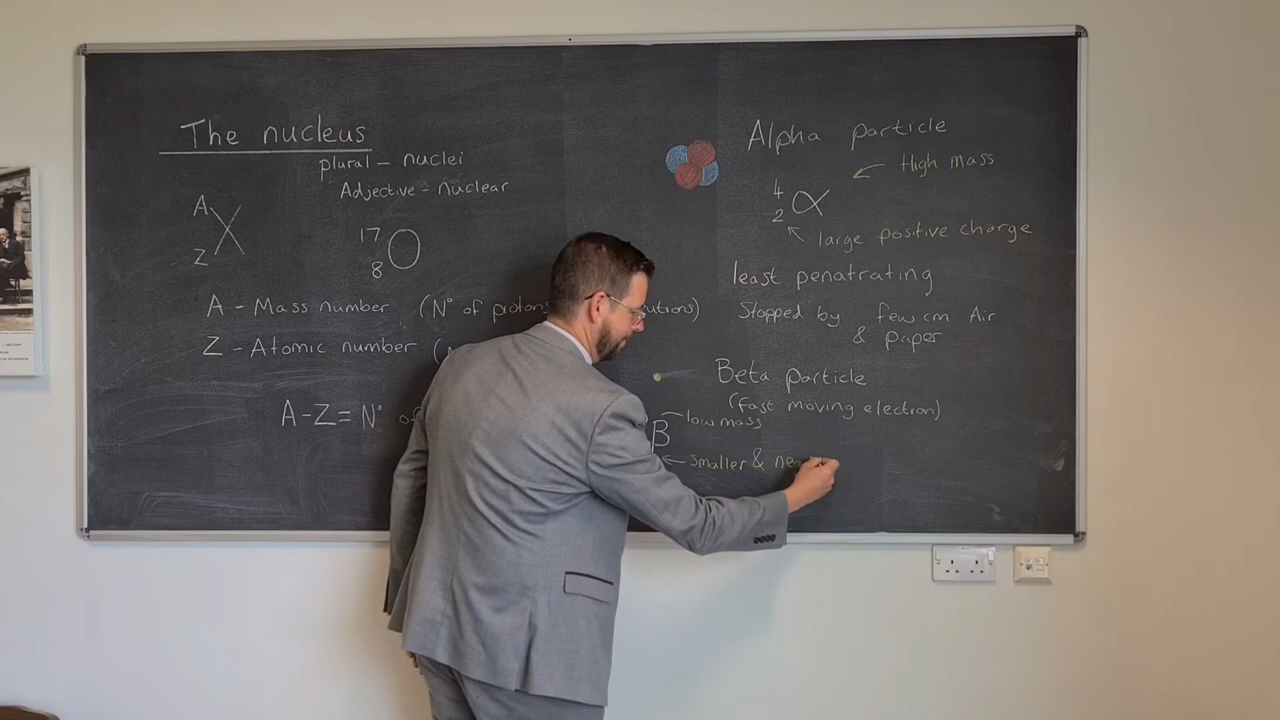 The nucleus
plural - nuclei
Adjective - nuclear
A
X
Z
17
O
8
A - Mass number (N° of protons
utrons)
Z - Atomic number (
A-Z = N° of
Alpha particle
High mass
4
α
2
large positive charge
least penatrating
Stopped by few cm Air
& paper
Beta particle
(fast moving electron)
β
low mass
smaller &